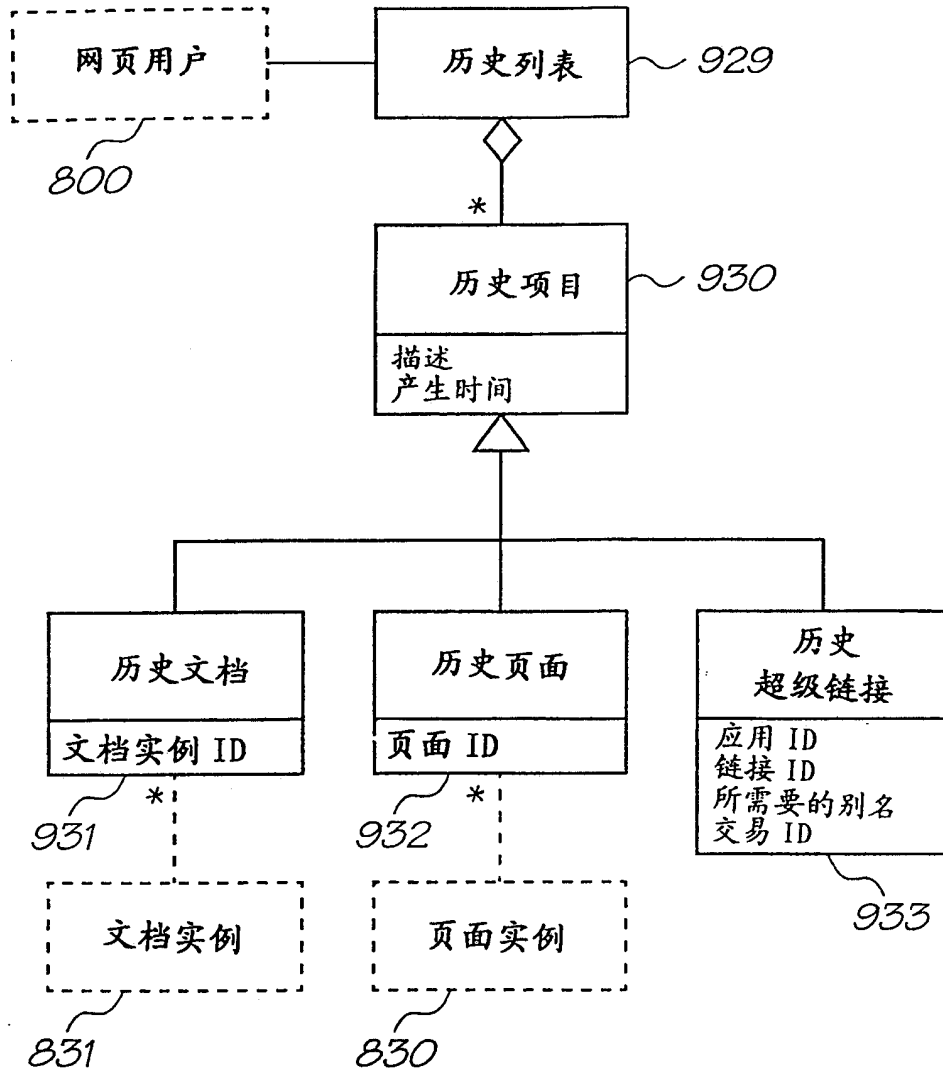 网页用户
历史列表
929
800
*
历史项目
930
描述
产生时间
历史文档
历史页面
历史
超级链接
文档实例 ID
页面 ID
应用 ID
链接 ID
所需要的别名
交易 ID
931
*
932
*
933
文档实例
页面实例
831
830